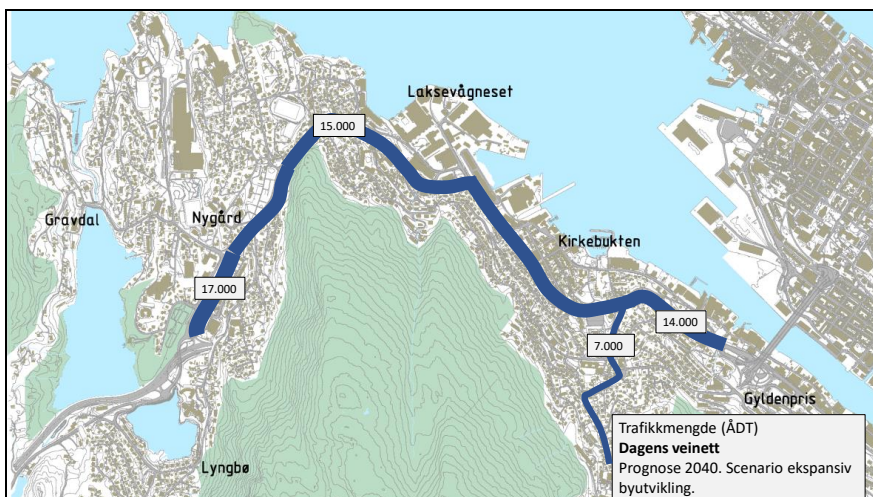 Laksevågneset
15.000
Gravdal
Nygård
Kirkebukten
17.000
14.000
7.000
Gyldenpris
Lyngbø
Trafikkmengde (ÅDT)
Dagens veinett
Prognose 2040. Scenario ekspansiv
byutvikling.